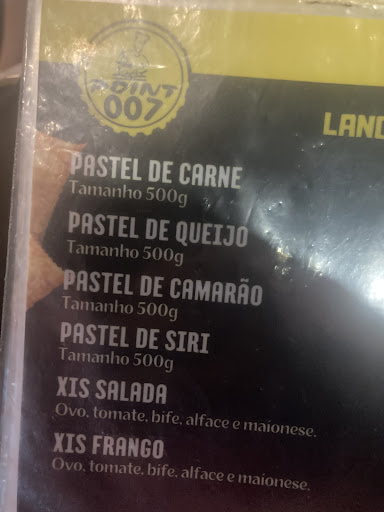 POINT
007
LANC
PASTEL DE CARNE
Tamanho 500g
PASTEL DE QUEIJO
Tamanho 500g
PASTEL DE CAMARÃO
Tamanho 500g
PASTEL DE SIRI
Tamanho 500g
XIS SALADA
Ovo, tomate, bife, alface e maionese.
XIS FRANGO
Ovo, tomate, bife, alface e maionese.